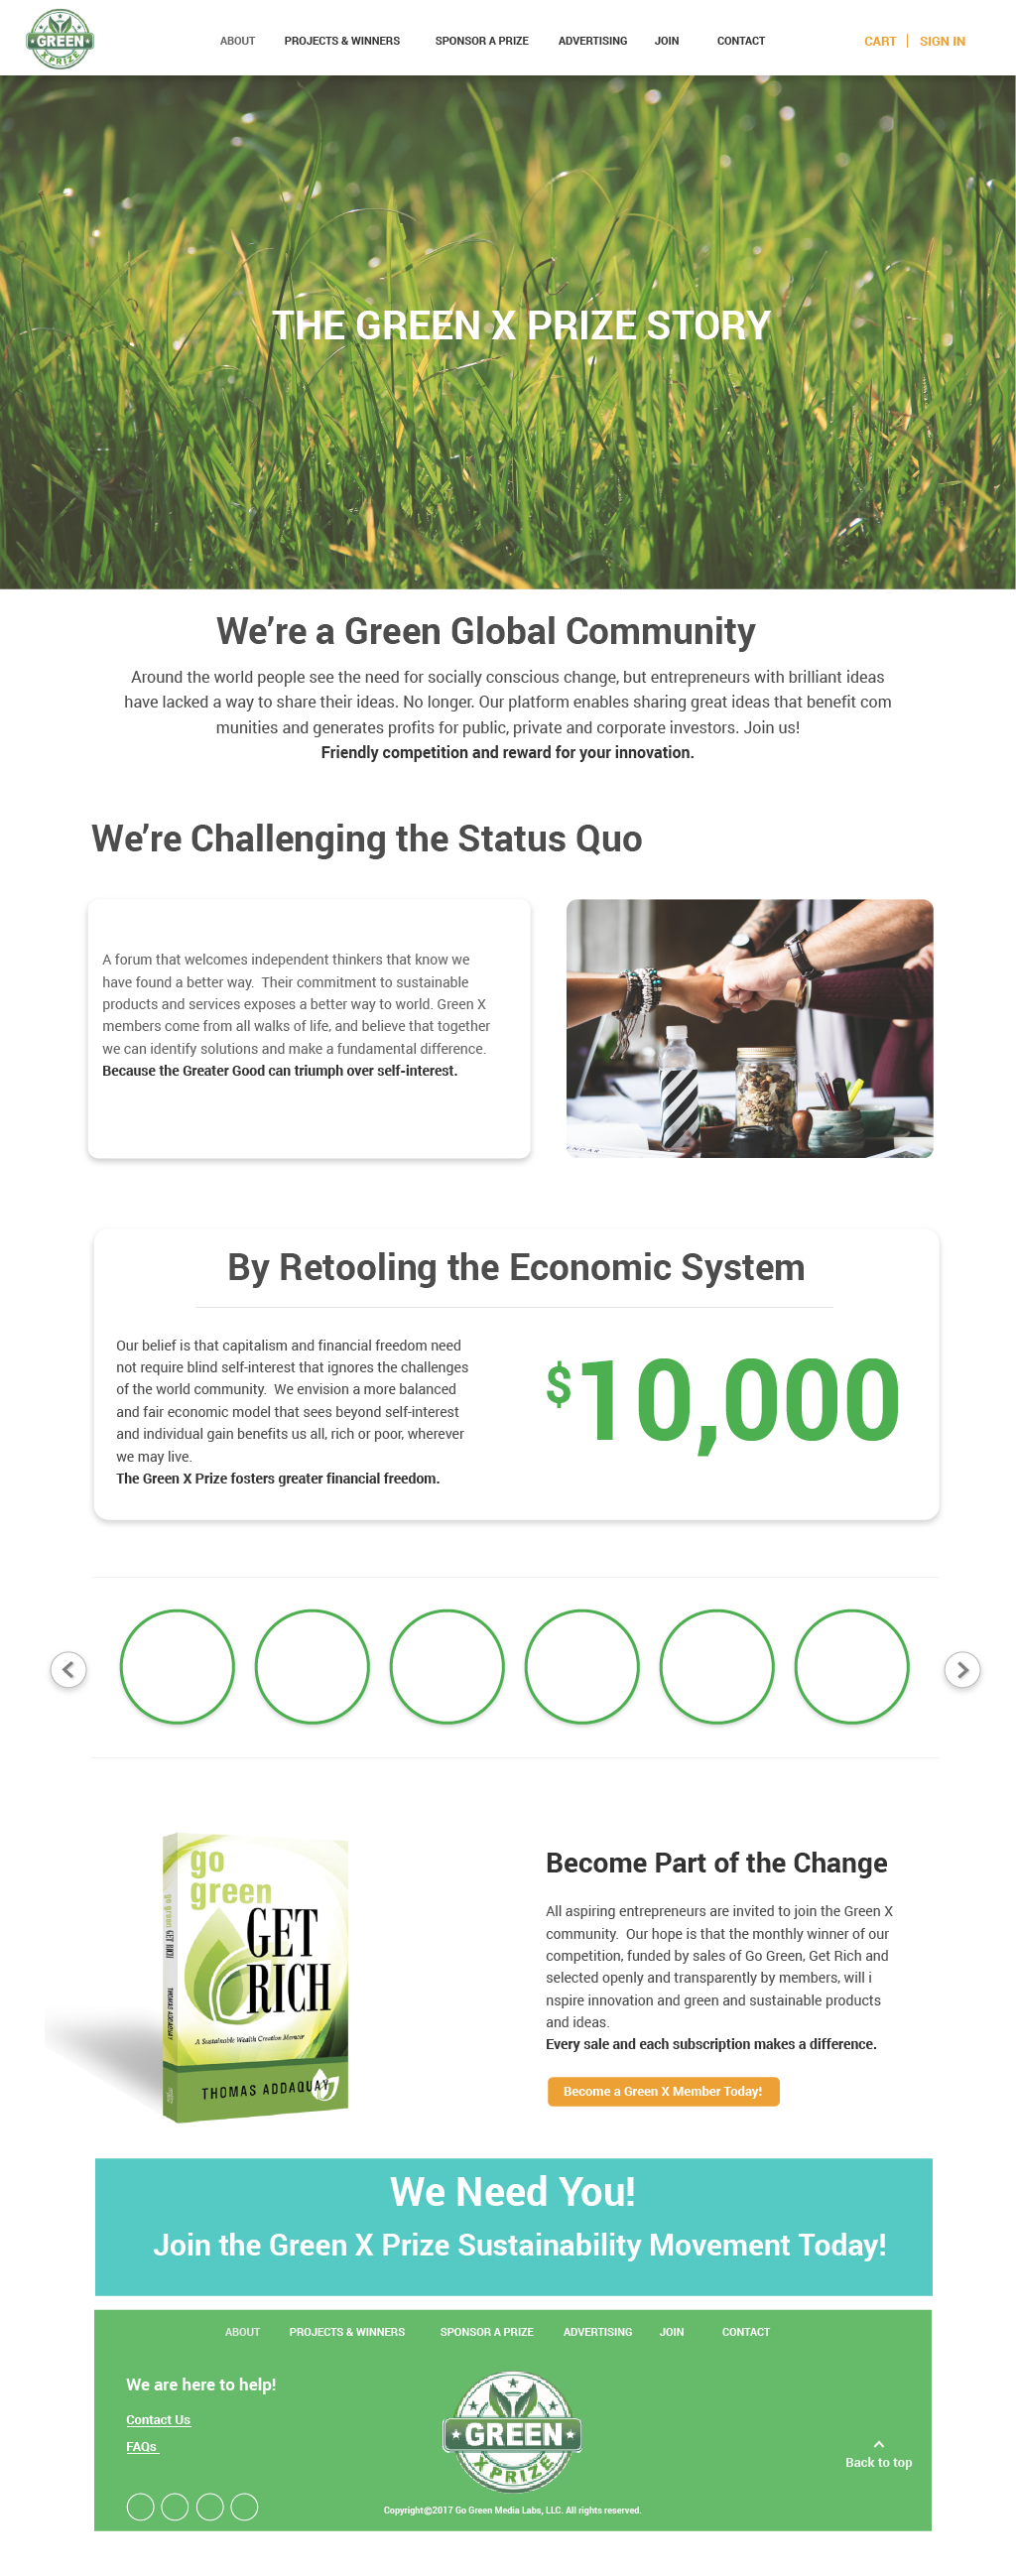 GREEN
X PRIZE
ABOUT PROJECTS & WINNERS SPONSOR A PRIZE ADVERTISING JOIN CONTACT CART SIGN IN
THE GREEN X PRIZE STORY
We're a Green Global Community
Around the world people see the need for socially conscious change, but entrepreneurs with brilliant ideas
have lacked a way to share their ideas. No longer. Our platform enables sharing great ideas that benefit com
munities and generates profits for public, private and corporate investors. Join us!
Friendly competition and reward for your innovation.
We're Challenging the Status Quo
A forum that welcomes independent thinkers that know we
have found a better way.  Their commitment to sustainable
products and services exposes a better way to world. Green X
members come from all walks of life, and believe that together
we can identify solutions and make a fundamental difference.
Because the Greater Good can triumph over self-interest.
By Retooling the Economic System
Our belief is that capitalism and financial freedom need
not require blind self-interest that ignores the challenges
of the world community.  We envision a more balanced
and fair economic model that sees beyond self-interest
and individual gain benefits us all, rich or poor, wherever
we may live.
The Green X Prize fosters greater financial freedom.
$10,000
go
green
GET
RICH
A Sustainable Wealth Creation Memoir
THOMAS ADDAQUAY
go green GET RICH THOMAS ADDAQUAY
Become Part of the Change
All aspiring entrepreneurs are invited to join the Green X
community.  Our hope is that the monthly winner of our
competition, funded by sales of Go Green, Get Rich and
selected openly and transparently by members, will i
nspire innovation and green and sustainable products
and ideas.
Every sale and each subscription makes a difference.
Become a Green X Member Today!
We Need You!
Join the Green X Prize Sustainability Movement Today!
ABOUT PROJECTS & WINNERS SPONSOR A PRIZE ADVERTISING JOIN CONTACT
We are here to help!
Contact Us
FAQs
GREEN
X PRIZE
Back to top
Copyright@2017 Go Green Media Labs, LLC. All rights reserved.